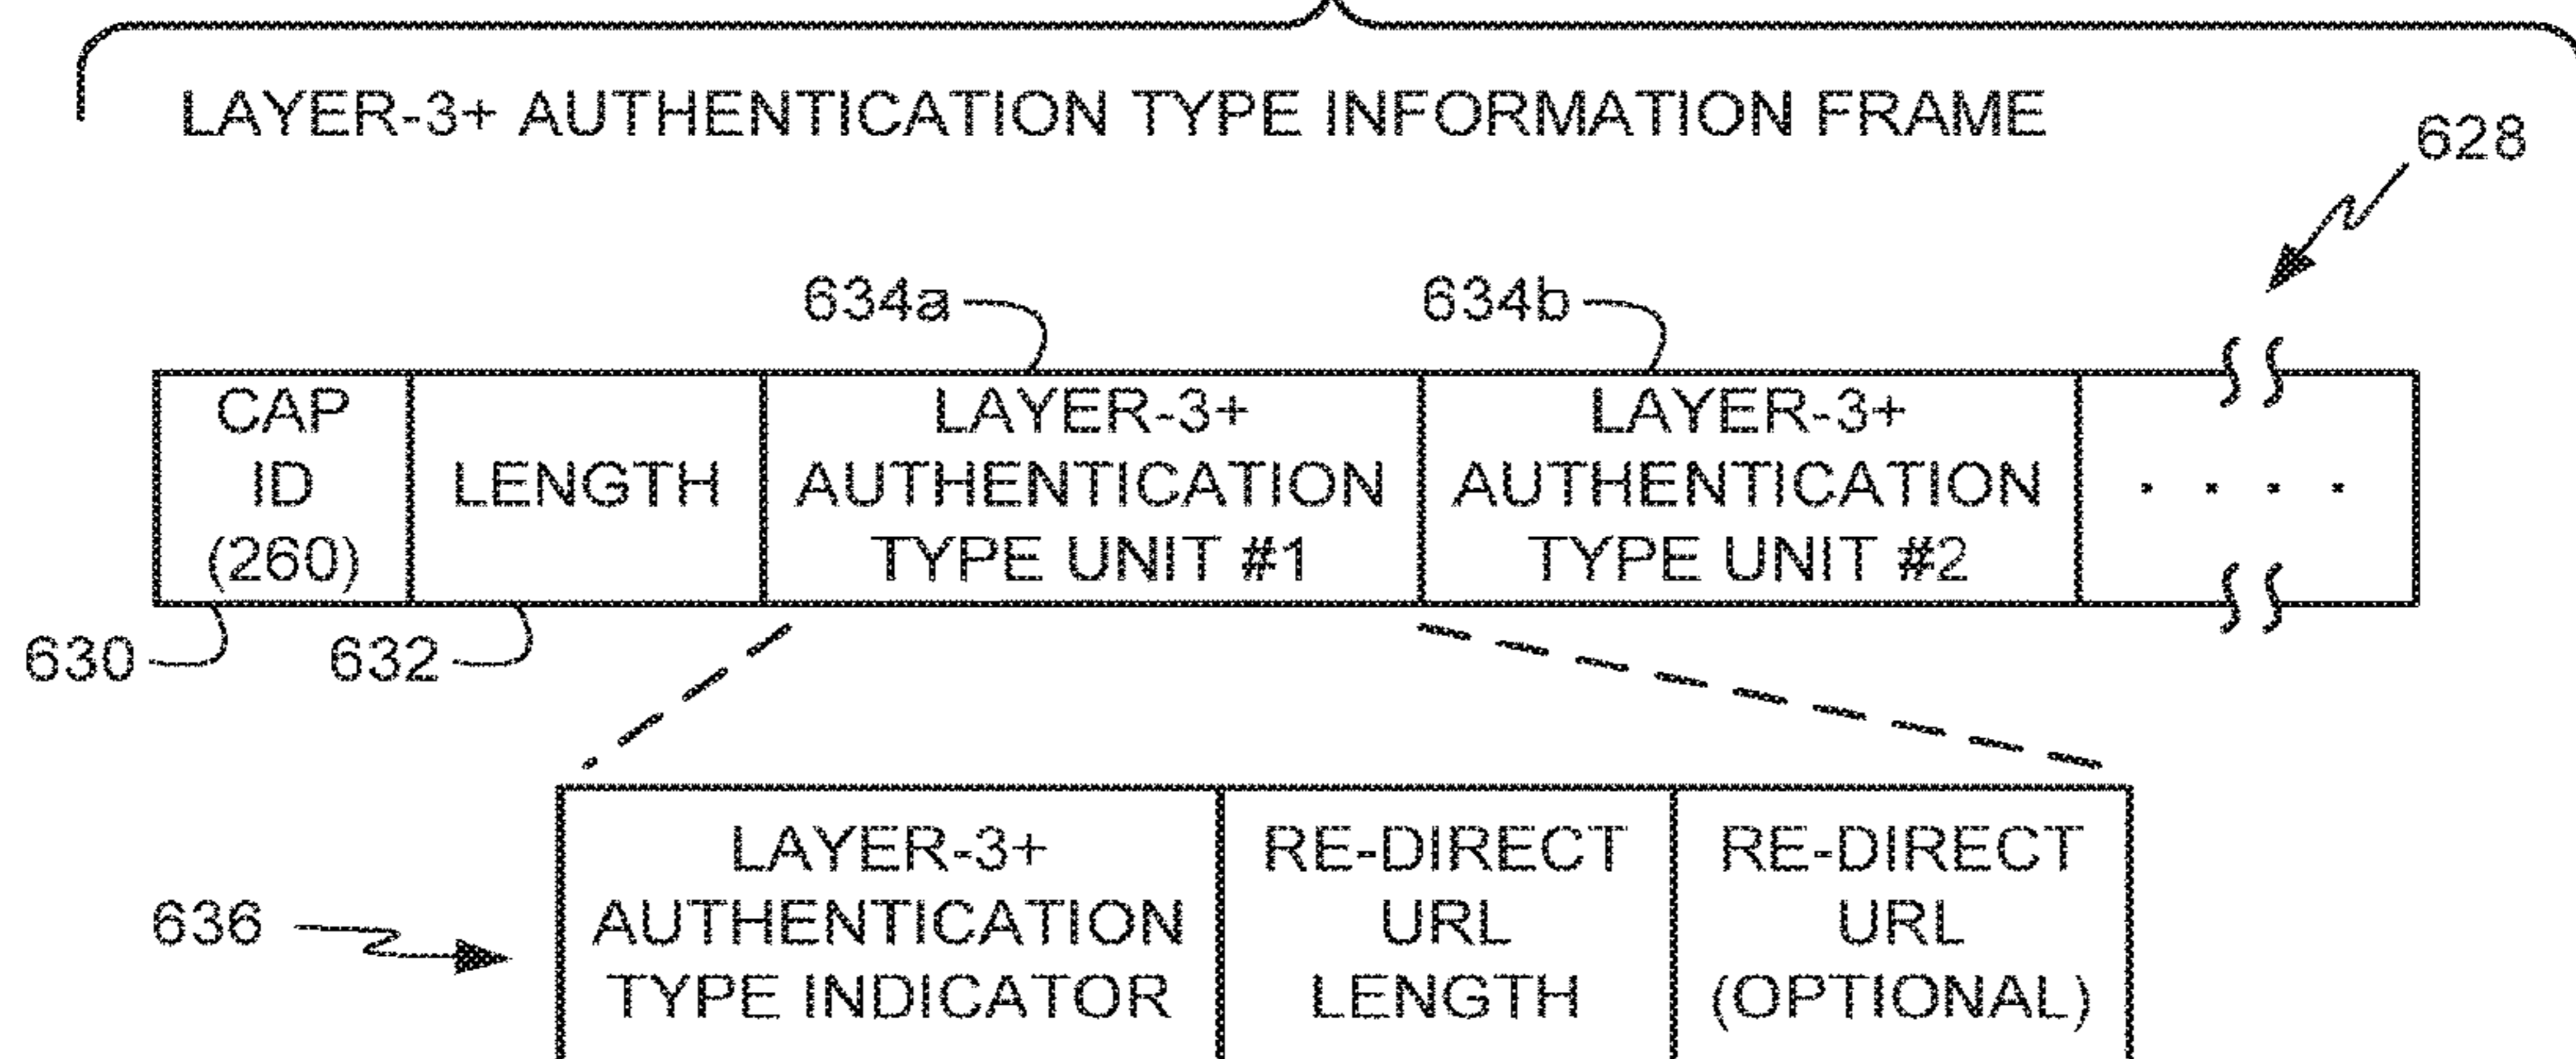 LAYER-3+ AUTHENTICATION TYPE INFORMATION FRAME
628
634a
634b
CAP
ID
(260)
LENGTH
LAYER-3+
AUTHENTICATION
TYPE UNIT #1
LAYER-3+
AUTHENTICATION
TYPE UNIT #2
. . . .
630
632
636
LAYER-3+
AUTHENTICATION
TYPE INDICATOR
RE-DIRECT
URL
LENGTH
RE-DIRECT
URL
(OPTIONAL)